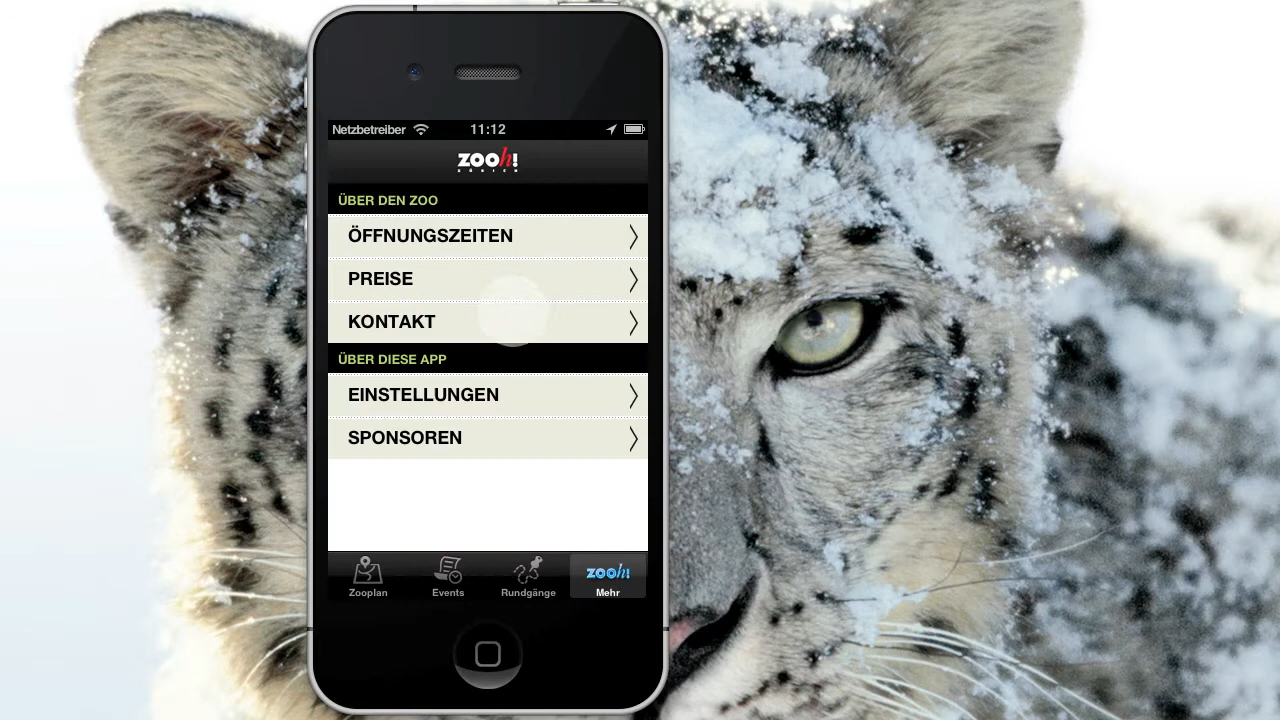 Netzbetreiber 11:12
zooh!
ZÜRICH
ÜBER DEN ZOO
ÖFFNUNGSZEITEN
PREISE
KONTAKT
ÜBER DIESE APP
EINSTELLUNGEN
SPONSOREN
zooh!
Zooplan Events Rundgänge Mehr